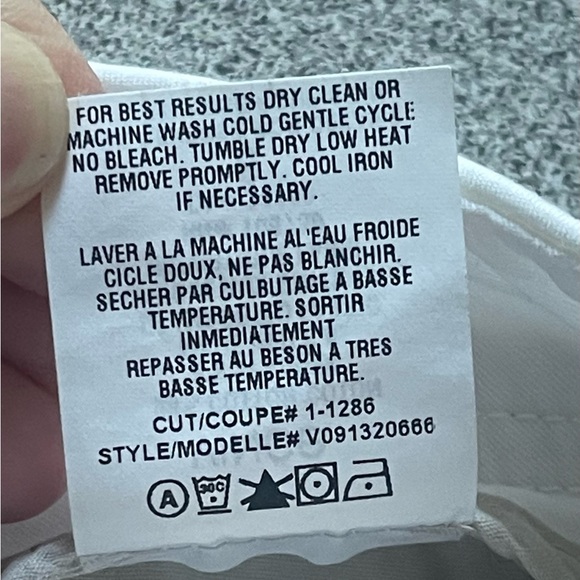 FOR BEST RESULTS DRY CLEAN OR
MACHINE WASH COLD GENTLE CYCLE
NO BLEACH. TUMBLE DRY LOW HEAT
REMOVE PROMPTLY. COOL IRON
IF NECESSARY.
LAVER A LA MACHINE AL'EAU FROIDE
CICLE DOUX, NE PAS BLANCHIR.
SECHER PAR CULBUTAGE A BASSE
TEMPERATURE. SORTIR
INMEDIATEMENT
REPASSER AU BESON A TRES
BASSE TEMPERATURE.
CUT/COUPE# 1-1286
STYLE/MODELLE# V091320666
A 30C